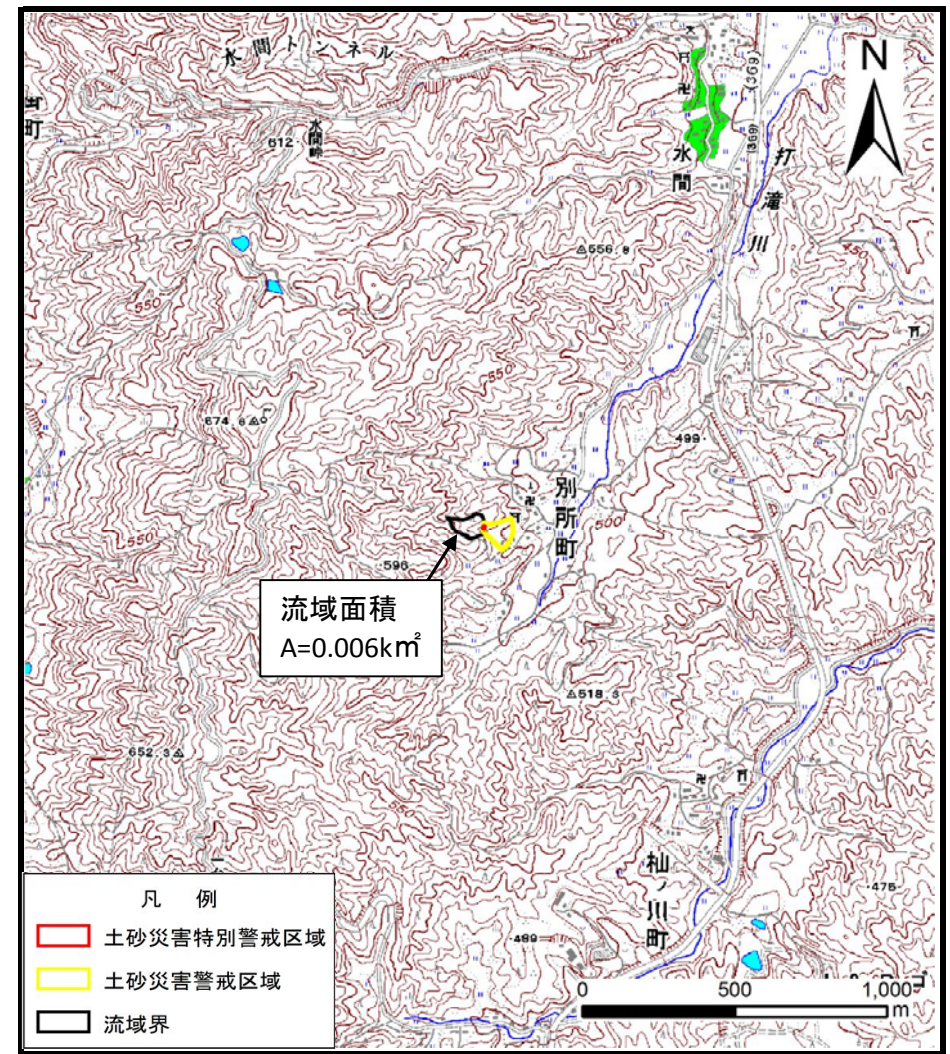 水間トンネル
612
水間峠
(369)
N
(369)
打滝川
水間
556.8
550
450
550
674.6
499
別所町
500
550
596
流域面積
A=0.006k㎡
518.3
652.3
杣ノ川町
475
489
凡 例
土砂災害特別警戒区域
土砂災害警戒区域
流域界
0 500 1,000
m